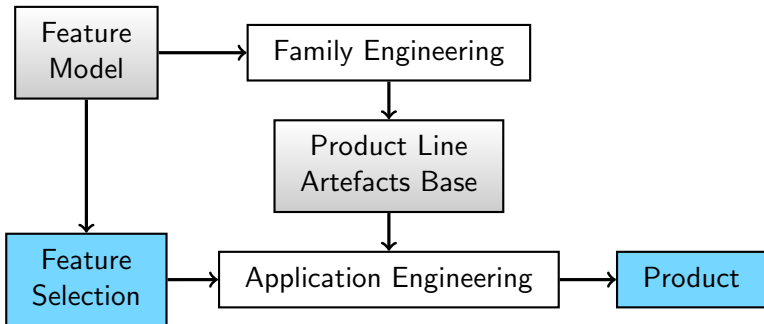 Feature
Model
Family Engineering
Product Line
Artefacts Base
Feature
Selection
Application Engineering
Product